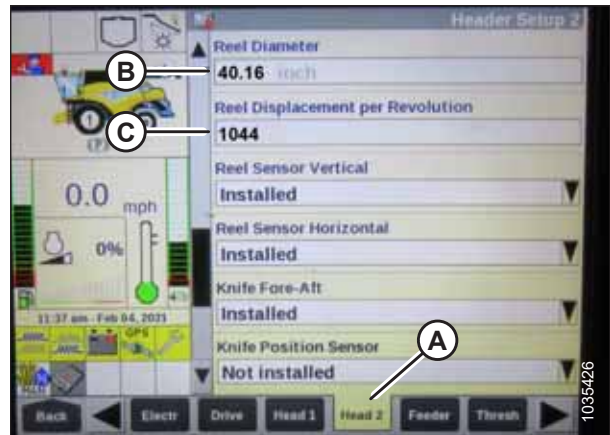 Header Setup 2
Reel Diameter
B
40.16 inch
Reel Displacement per Revolution
C
1044
Reel Sensor Vertical
Installed
0.0 mph
Reel Sensor Horizontal
Installed
0%
Knife Fore-Aft
Installed
11:37 am Feb 04, 2021
GPS
Knife Position Sensor
A
Not installed
Back
Electr
Drive
Head 1
Head 2
Feeder
Thresh
1035426